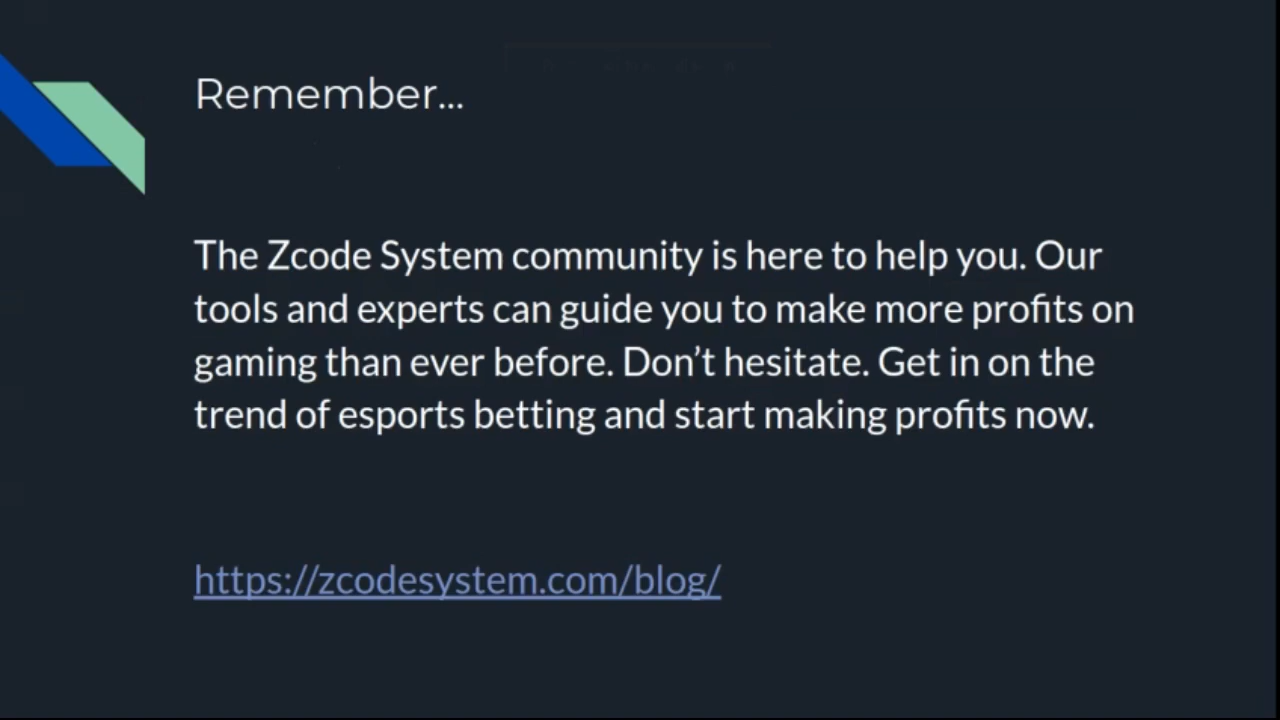 Remember...
The Zcode System community is here to help you. Our
tools and experts can guide you to make more profits on
gaming than ever before. Don’t hesitate. Get in on the
trend of esports betting and start making profits now.
https://zcodesystem.com/blog/